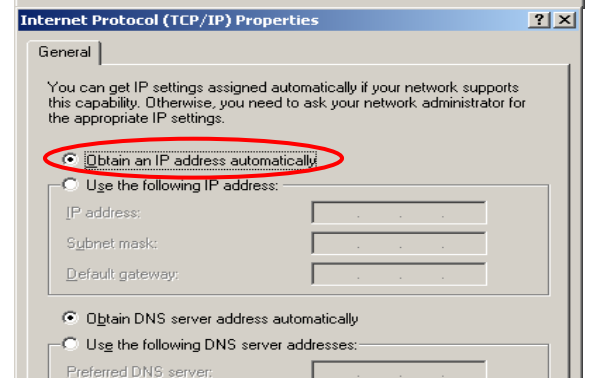 Internet Protocol (TCP/IP) Properties
General
You can get IP settings assigned automatically if your network supports
this capability. Otherwise, you need to ask your network administrator for
the appropriate IP settings.
Obtain an IP address automatically
Use the following IP address:
IP address:
Subnet mask:
Default gateway:
Obtain DNS server address automatically
Use the following DNS server addresses:
Preferred DNS server: